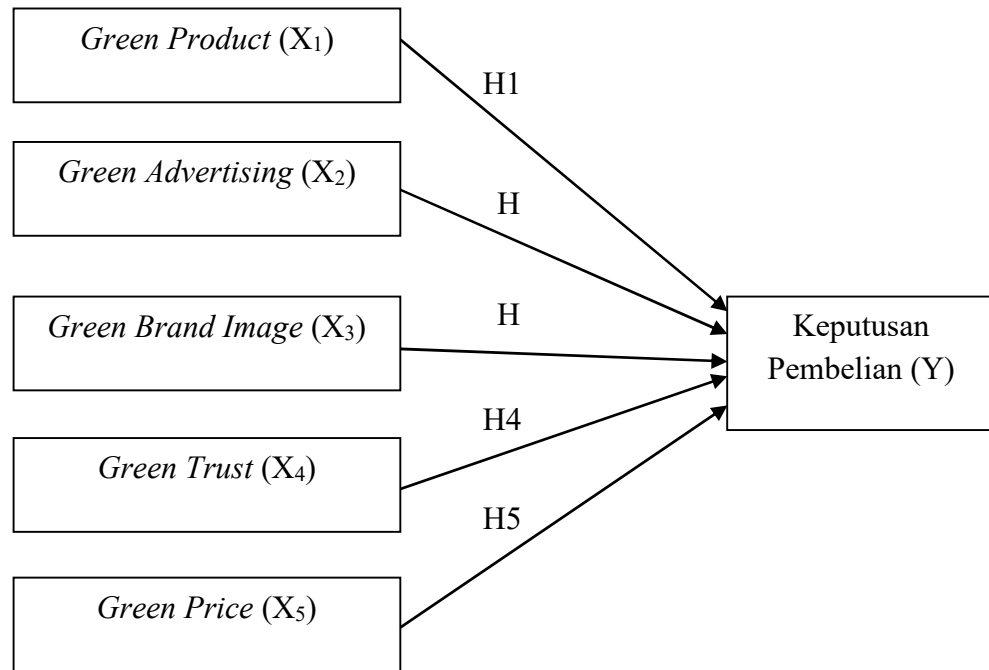 Green Product (X₁)
H1
Green Advertising (X₂)
H
Green Brand Image (X₃)
H
Keputusan
Pembelian (Y)
Green Trust (X₄)
H4
Green Price (X₅)
H5